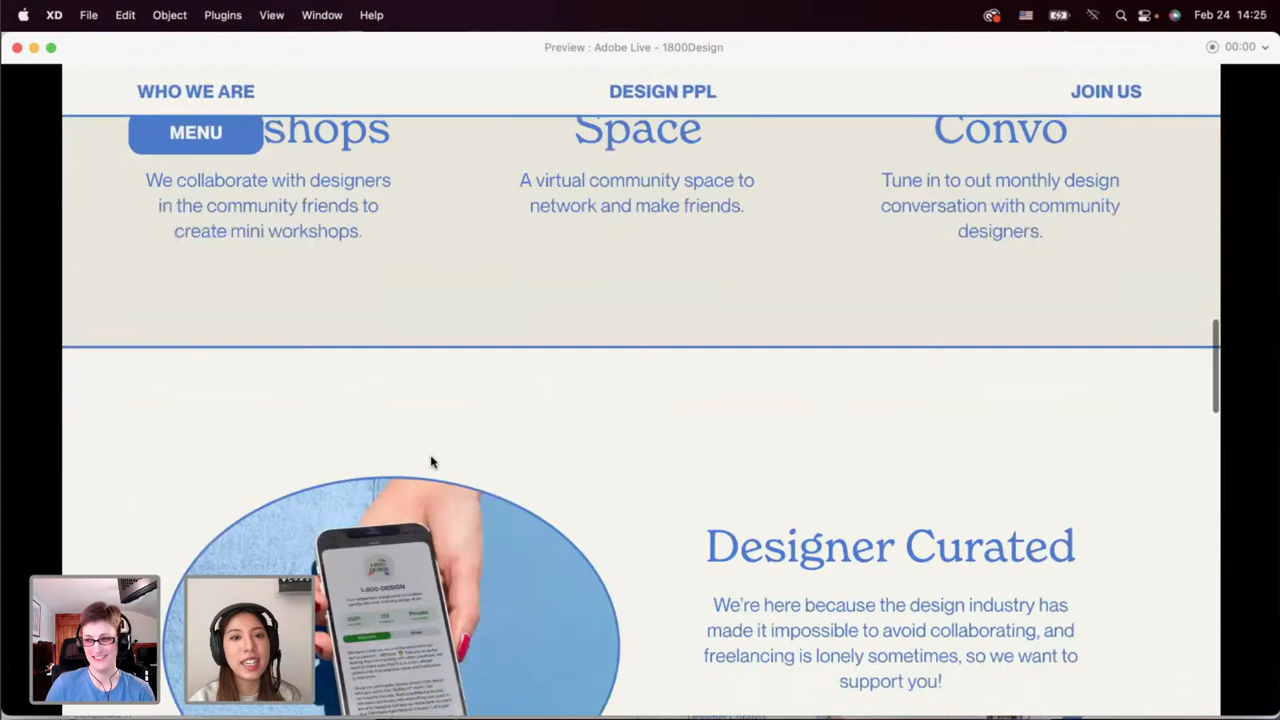 XD File Edit Object Plugins View Window Help Feb 24 14:25
Preview : Adobe Live - 1800Design 00:00
WHO WE ARE DESIGN PPL JOIN US
MENU
shops Space Convo
We collaborate with designers
in the community friends to
create mini workshops.
A virtual community space to
network and make friends.
Tune in to out monthly design
conversation with community
designers.
1-800-DESIGN
Designer Curated
We're here because the design industry has
made it impossible to avoid collaborating, and
freelancing is lonely sometimes, so we want to
support you!